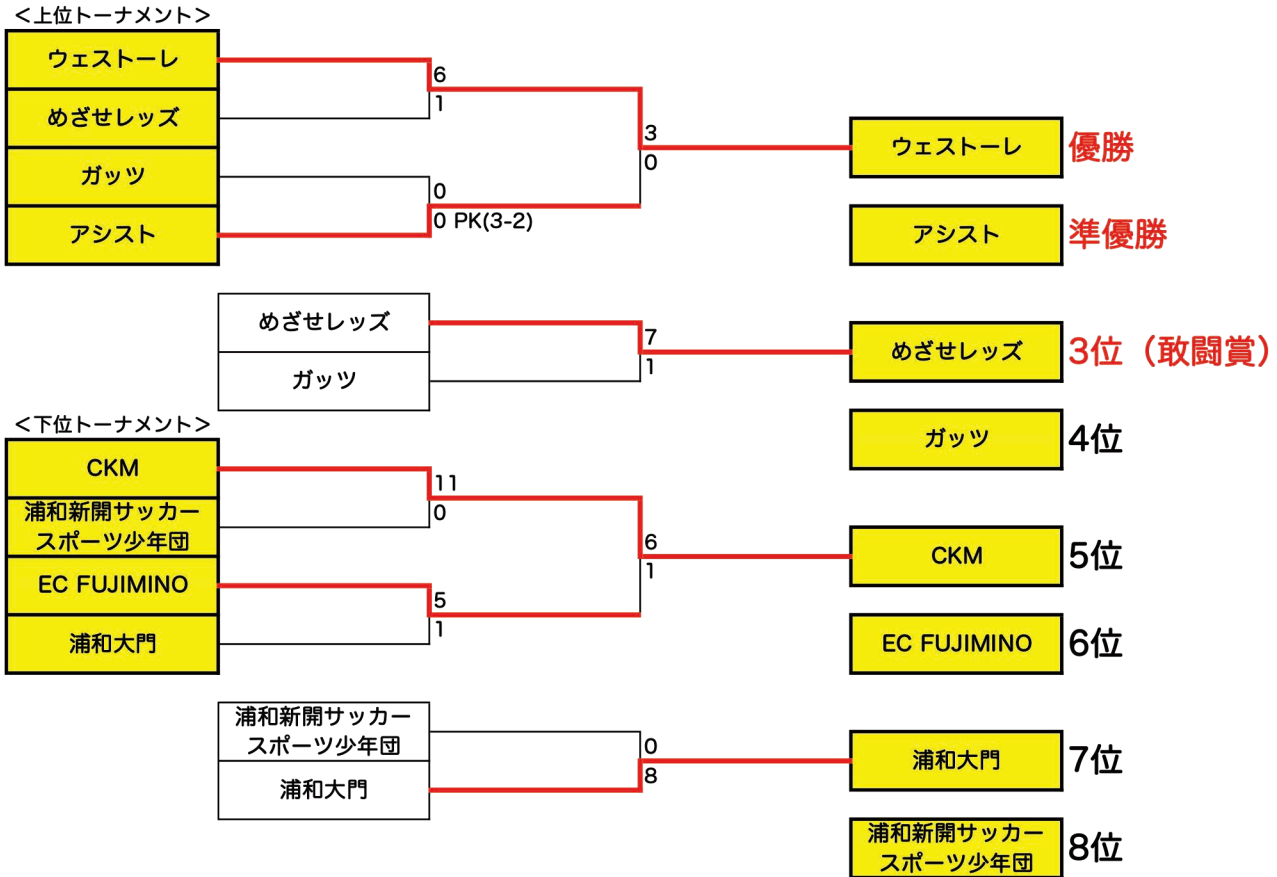 ＜上位トーナメント＞
ウェストーレ
めざせレッズ
ガッツ
アシスト
6
1
0
0 PK(3-2)
3
0
ウェストーレ
優勝
アシスト
準優勝
めざせレッズ
ガッツ
7
1
めざせレッズ
3位（敢闘賞）
ガッツ
4位
＜下位トーナメント＞
CKM
浦和新開サッカー
スポーツ少年団
EC FUJIMINO
浦和大門
11
0
5
1
6
1
CKM
5位
EC FUJIMINO
6位
浦和新開サッカー
スポーツ少年団
浦和大門
0
8
浦和大門
7位
浦和新開サッカー
スポーツ少年団
8位